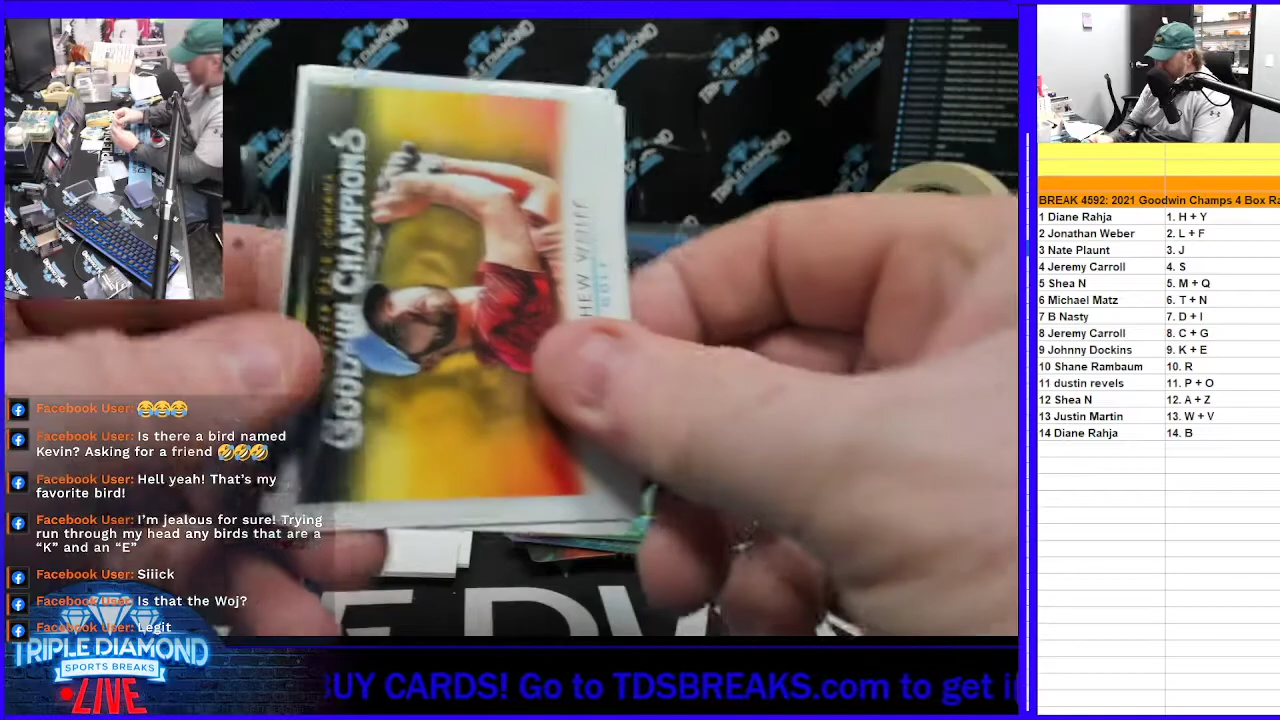 TRIPLE DIAMOND
GOODWIN CHAMPIONS
HEW WOLFF
GOLF
Facebook User: 😂😂😂
Facebook User: Is there a bird named
Kevin? Asking for a friend 🤣🤣🤣
Facebook User: Hell yeah! That's my
favorite bird!
Facebook User: I'm jealous for sure! Trying
run through my head any birds that are a
"K" and an "E"
Facebook User: Siiick
Facebook User: Is that the Woj?
Facebook User: Legit
TRIPLE DIAMOND
SPORTS BREAKS
LIVE
BUY CARDS! Go to TDSBREAKS.com to get i
BREAK 4592: 2021 Goodwin Champs 4 Box Ra
1 Diane Rahja 1. H + Y
2 Jonathan Weber 2. L + F
3 Nate Plaunt 3. J
4 Jeremy Carroll 4. S
5 Shea N 5. M + Q
6 Michael Matz 6. T + N
7 B Nasty 7. D + I
8 Jeremy Carroll 8. C + G
9 Johnny Dockins 9. K + E
10 Shane Rambaum 10. R
11 dustin revels 11. P + O
12 Shea N 12. A + Z
13 Justin Martin 13. W + V
14 Diane Rahja 14. B